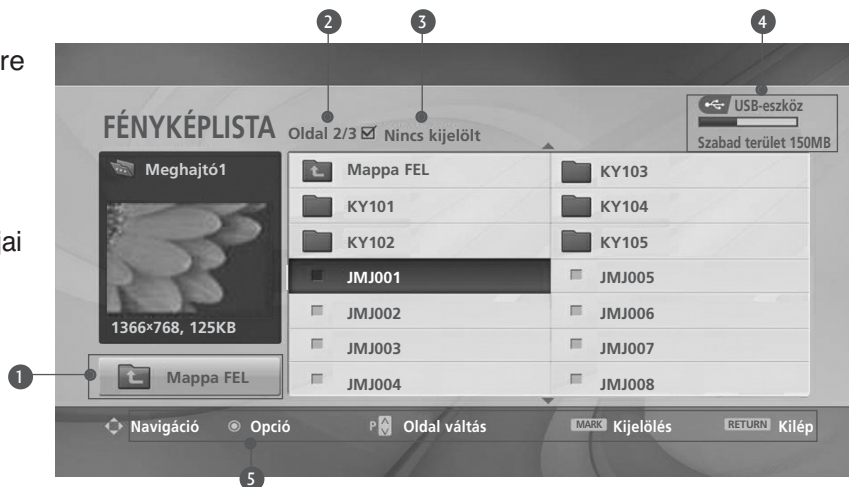 2 3 4
re
USB-eszköz
FÉNYKÉPLISTA Oldal 2/3 Nincs kijelölt
Szabad terület 150MB
Meghajtó1
Mappa FEL KY103
KY101 KY104
jai
KY102 KY105
JMJ001 JMJ005
JMJ002 JMJ006
1366x768, 125KB
JMJ003 JMJ007
1 Mappa FEL
JMJ004 JMJ008
Navigáció Opció P Oldal váltás MARK Kijelölés RETURN Kilép
5